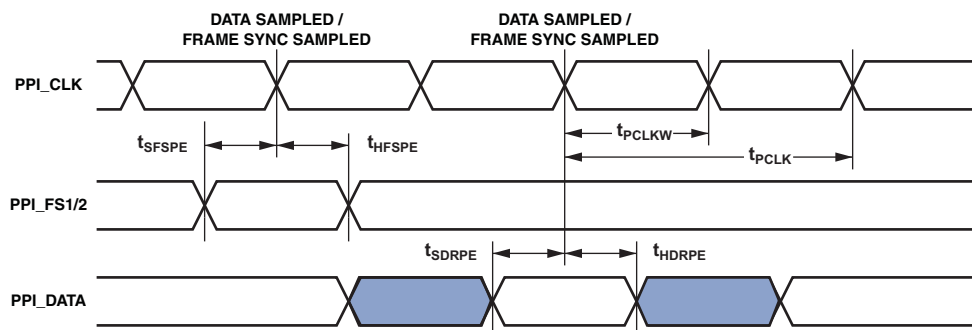 DATA SAMPLED /
FRAME SYNC SAMPLED
DATA SAMPLED /
FRAME SYNC SAMPLED
PPI_CLK
tSFSPE
tHFSPE
tPCLKW
tPCLK
PPI_FS1/2
tSDRPE
tHDRPE
PPI_DATA